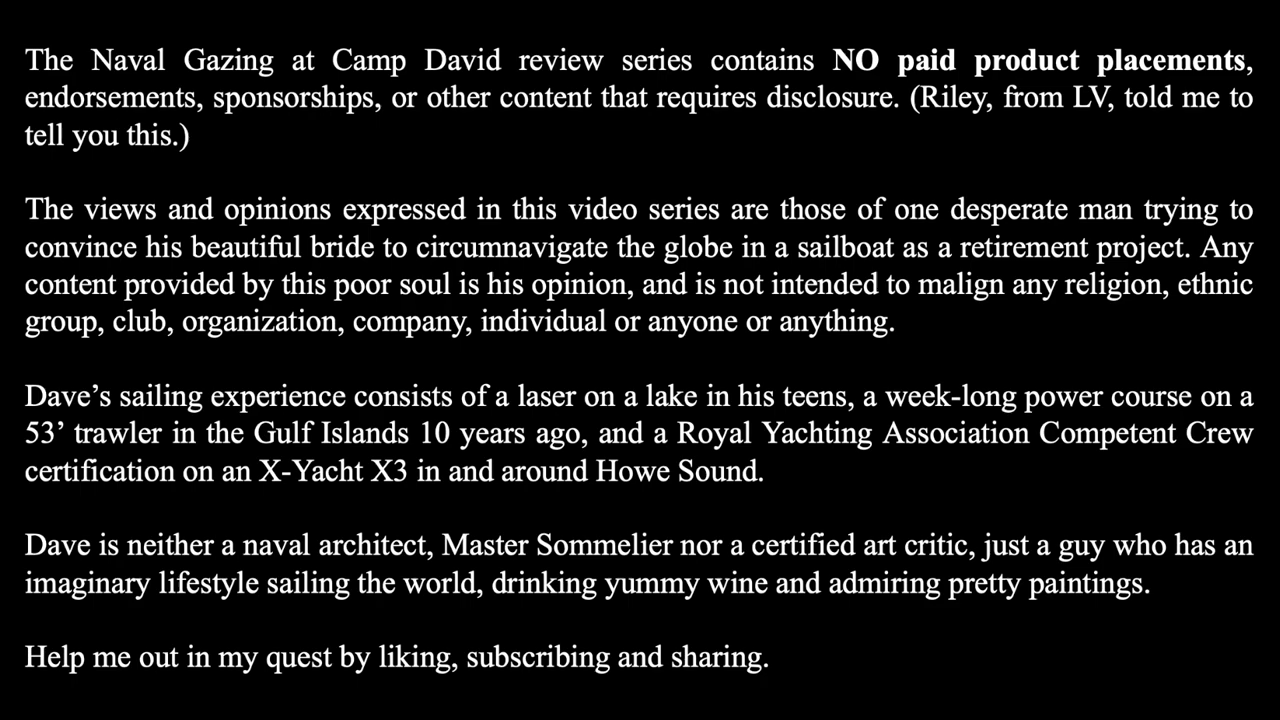 The Naval Gazing at Camp David review series contains NO paid product placements,
endorsements, sponsorships, or other content that requires disclosure. (Riley, from LV, told me to
tell you this.)
The views and opinions expressed in this video series are those of one desperate man trying to
convince his beautiful bride to circumnavigate the globe in a sailboat as a retirement project. Any
content provided by this poor soul is his opinion, and is not intended to malign any religion, ethnic
group, club, organization, company, individual or anyone or anything.
Dave’s sailing experience consists of a laser on a lake in his teens, a week-long power course on a
53’ trawler in the Gulf Islands 10 years ago, and a Royal Yachting Association Competent Crew
certification on an X-Yacht X3 in and around Howe Sound.
Dave is neither a naval architect, Master Sommelier nor a certified art critic, just a guy who has an
imaginary lifestyle sailing the world, drinking yummy wine and admiring pretty paintings.
Help me out in my quest by liking, subscribing and sharing.